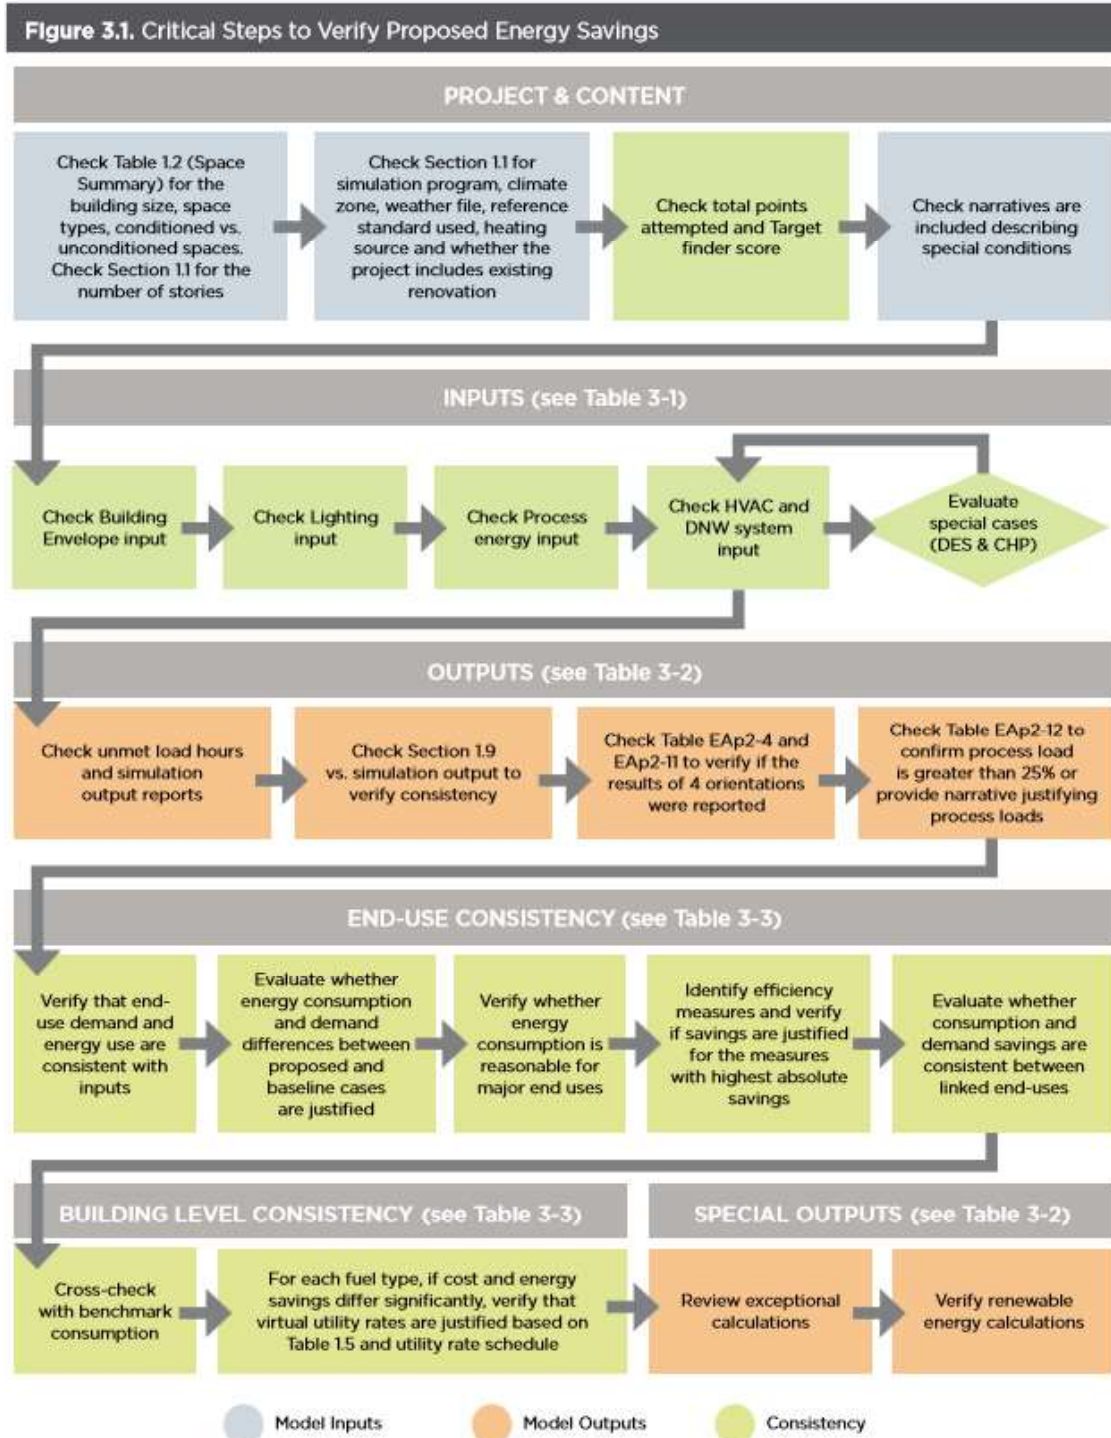 Figure 3.1. Critical Steps to Verify Proposed Energy Savings
PROJECT & CONTENT
Check Table 1.2 (Space
Summary) for the
building size, space
types, conditioned vs.
unconditioned spaces.
Check Section 1.1 for the
number of stories
Check Section 1.1 for
simulation program, climate
zone, weather file, reference
standard used, heating
source and whether the
project includes existing
renovation
Check total points
attempted and Target
finder score
Check narratives are
included describing
special conditions
INPUTS (see Table 3-1)
Check Building
Envelope input
Check Lighting
input
Check Process
energy input
Check HVAC and
DNW system
input
Evaluate
special cases
(DES & CHP)
OUTPUTS (see Table 3-2)
Check unmet load hours
and simulation
output reports
Check Section 1.9
vs. simulation output to
verify consistency
Check Table EAp2-4 and
EAp2-11 to verify if the
results of 4 orientations
were reported
Check Table EAp2-12 to
confirm process load
is greater than 25% or
provide narrative justifying
process loads
END-USE CONSISTENCY (see Table 3-3)
Verify that end-
use demand and
energy use are
consistent with
inputs
Evaluate whether
energy consumption
and demand
differences between
proposed and
baseline cases
are justified
Verify whether
energy
consumption is
reasonable for
major end uses
Identify efficiency
measures and verify
if savings are justified
for the measures
with highest absolute
savings
Evaluate whether
consumption and
demand savings are
consistent between
linked end-uses
BUILDING LEVEL CONSISTENCY (see Table 3-3)
SPECIAL OUTPUTS (see Table 3-2)
Cross-check
with benchmark
consumption
For each fuel type, if cost and energy
savings differ significantly, verify that
virtual utility rates are justified based on
Table 1.5 and utility rate schedule
Review exceptional
calculations
Verify renewable
energy calculations
Model Inputs
Model Outputs
Consistency